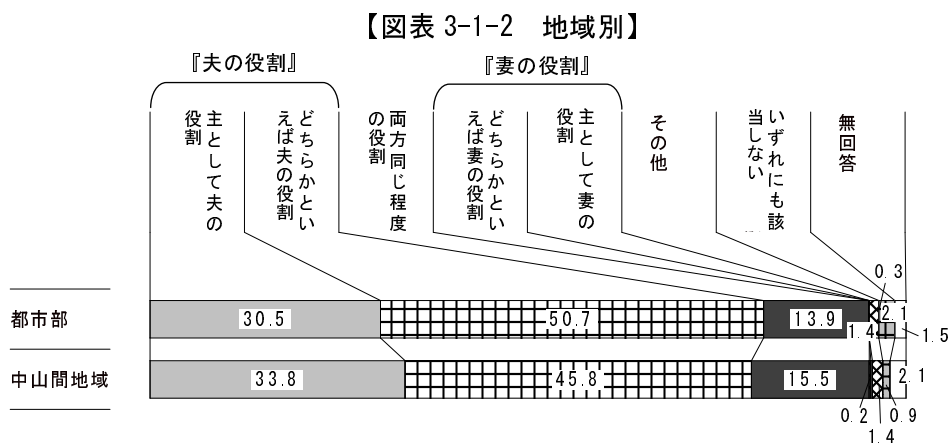 【図表 3-1-2 地域別】
『夫の役割』
『妻の役割』
主として夫の
役割
どちらかとい
えば夫の役割
両方同じ程度
の役割
どちらかとい
えば妻の役割
主として妻の
役割
その他
いずれにも該
当しない
無回答
0.3
都市部
30.5
50.7
13.9
1.4
2.1
1.5
中山間地域
33.8
45.8
15.5
2.1
0.2
0.9
1.4